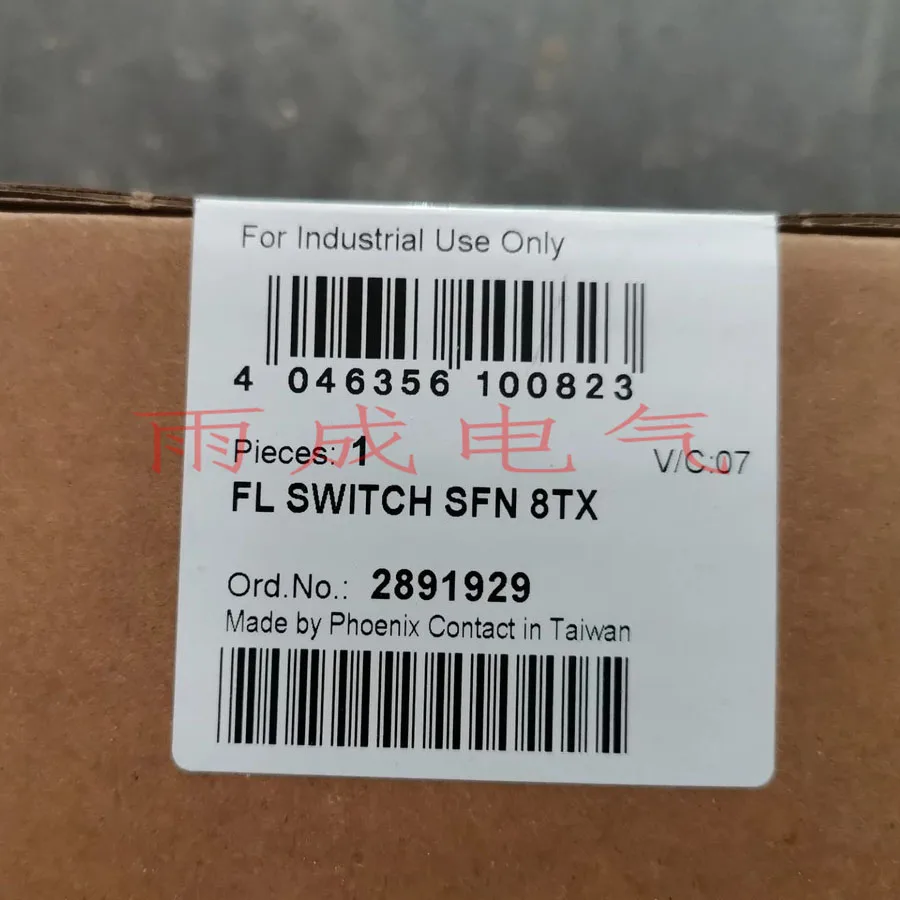 For Industrial Use Only
4 046356 100823
雨成电气
Pieces: 1 V/C:07
FL SWITCH SFN 8TX
Ord.No.: 2891929
Made by Phoenix Contact in Taiwan